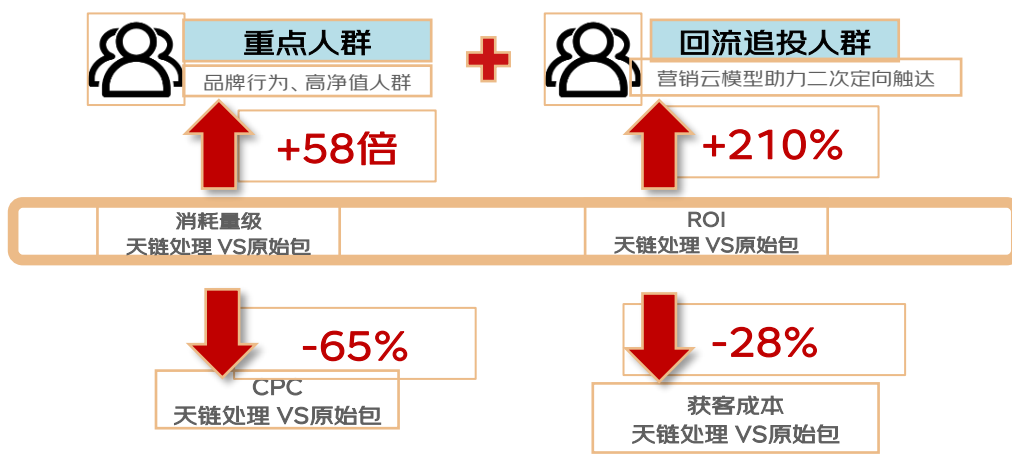 重点人群
品牌行为、高净值人群
回流追投人群
营销云模型助力二次定向触达
+58倍
+210%
消耗量级
天链处理 VS原始包
ROI
天链处理 VS原始包
-65%
CPC
天链处理 VS原始包
-28%
获客成本
天链处理 VS原始包